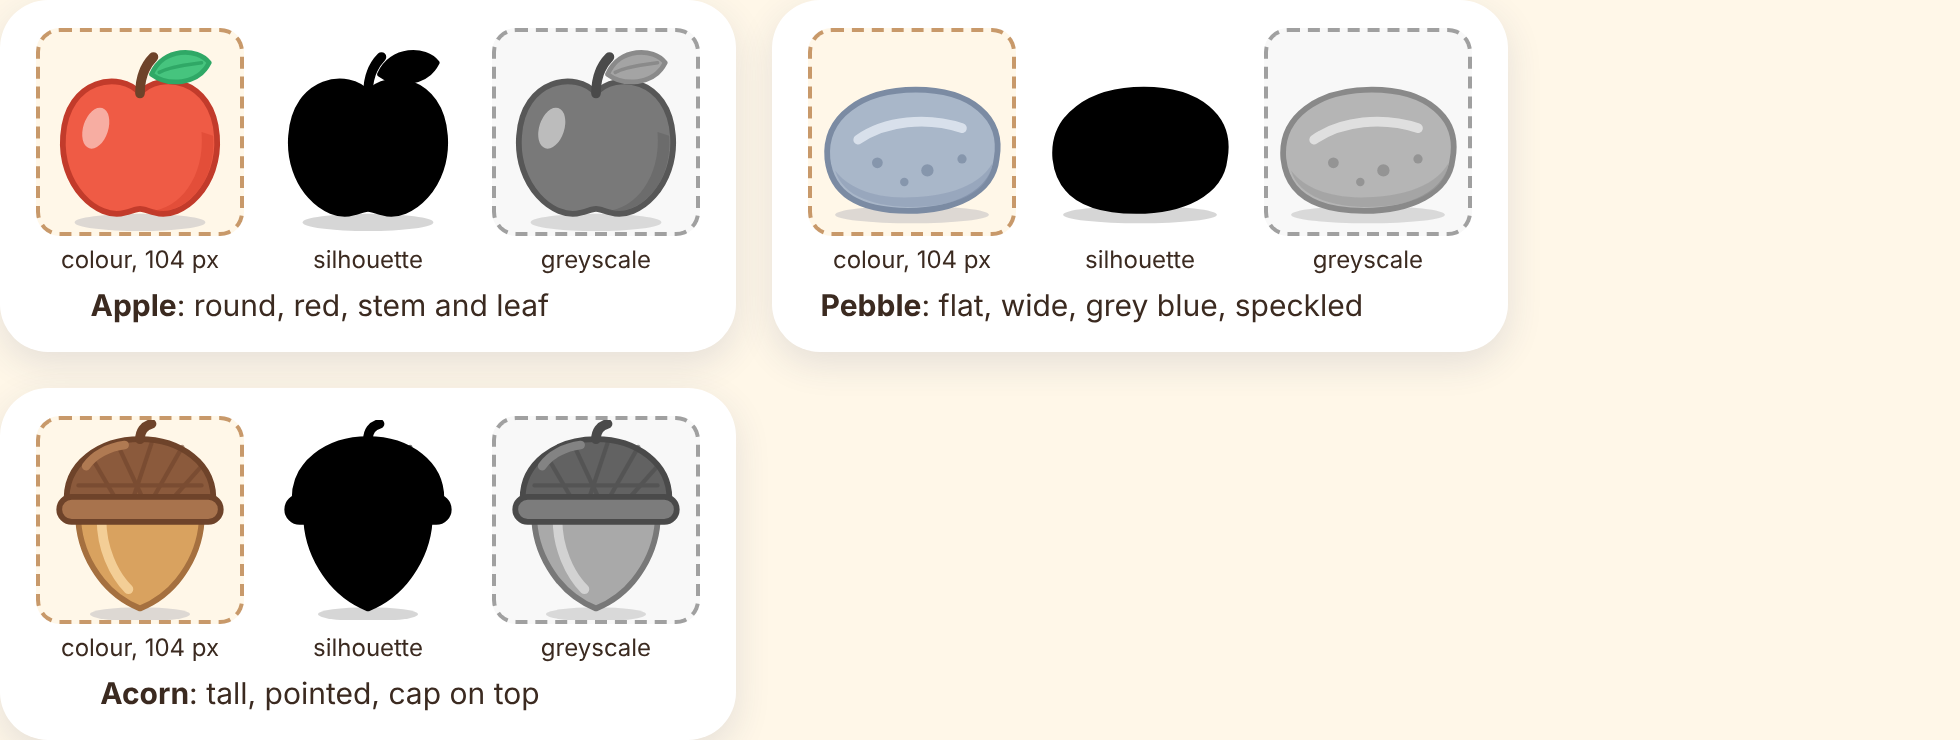 colour, 104 px
silhouette
greyscale
Apple: round, red, stem and leaf
colour, 104 px
silhouette
greyscale
Pebble: flat, wide, grey blue, speckled
colour, 104 px
silhouette
greyscale
Acorn: tall, pointed, cap on top